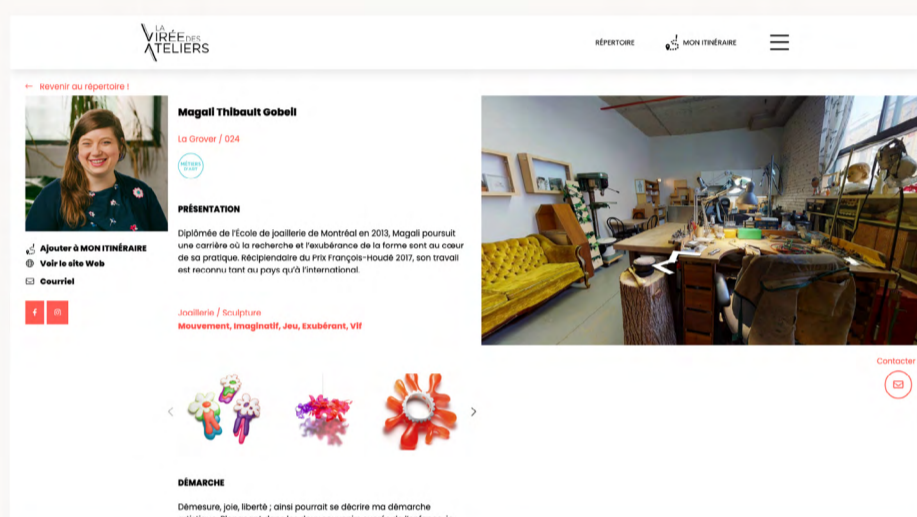 LA
VIRÉE DES
ATELIERS
RÉPERTOIRE
MON ITINÉRAIRE
← Revenir au répertoire !
Magali Thibault Gobeil
La Grover / 024
MÉTIERS
D'ART
PRÉSENTATION
Diplômée de l'École de joaillerie de Montréal en 2013, Magali poursuit
une carrière où la recherche et l'exubérance de la forme sont au cœur
de sa pratique. Récipiendaire du Prix François-Houdé 2017, son travail
est reconnu tant au pays qu'à l'international.
Joaillerie / Sculpture
Mouvement, Imaginatif, Jeu, Exubérant, Vif
Ajouter à MON ITINÉRAIRE
Voir le site Web
Courriel
Contacter
DÉMARCHE
Démesure, joie, liberté ; ainsi pourrait se décrire ma démarche